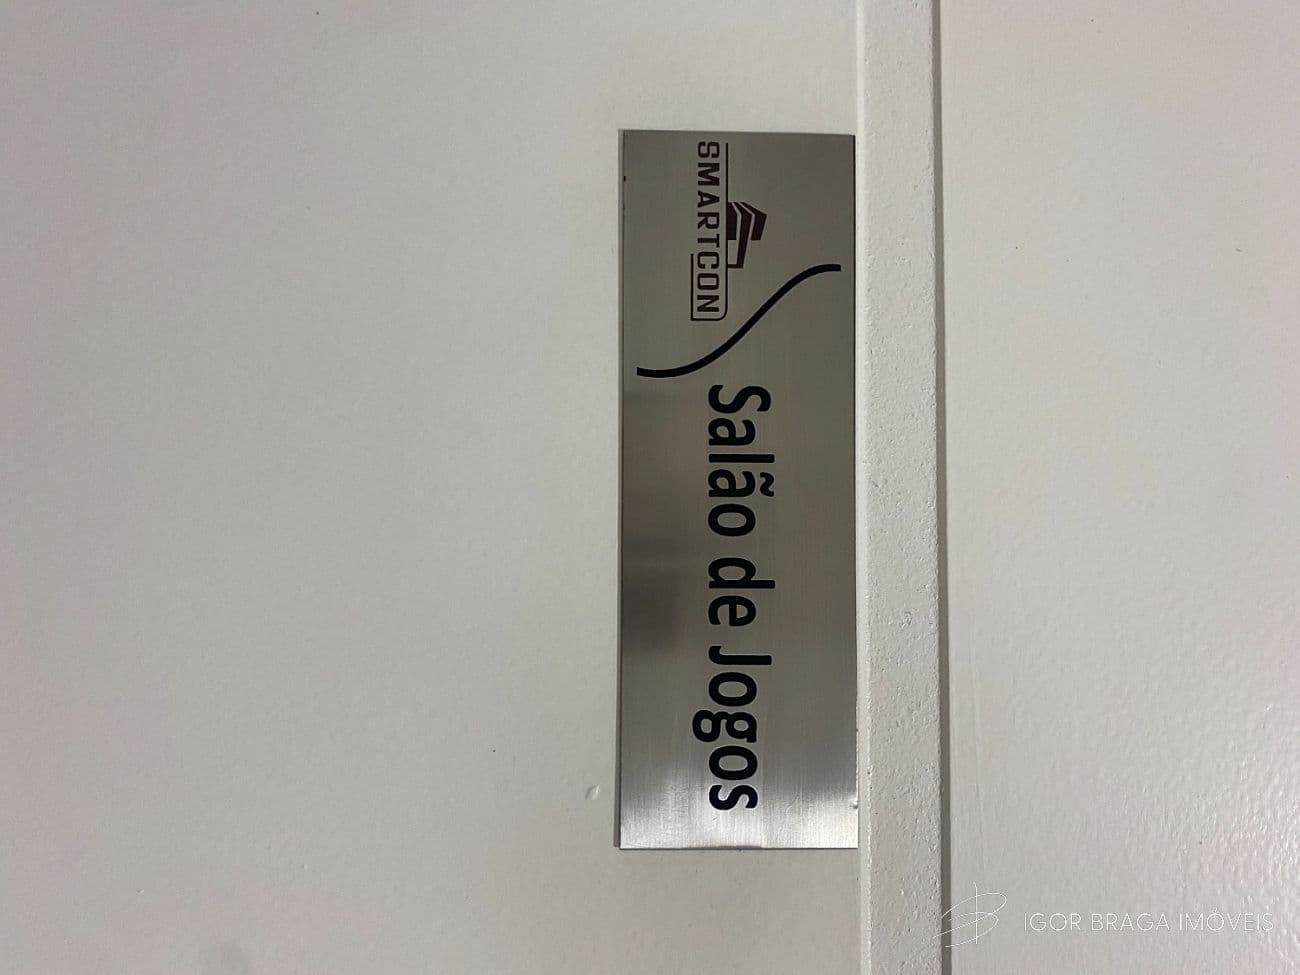 SMARTCON
Salão de Jogos
IGOR BRAGA IMÓVEIS